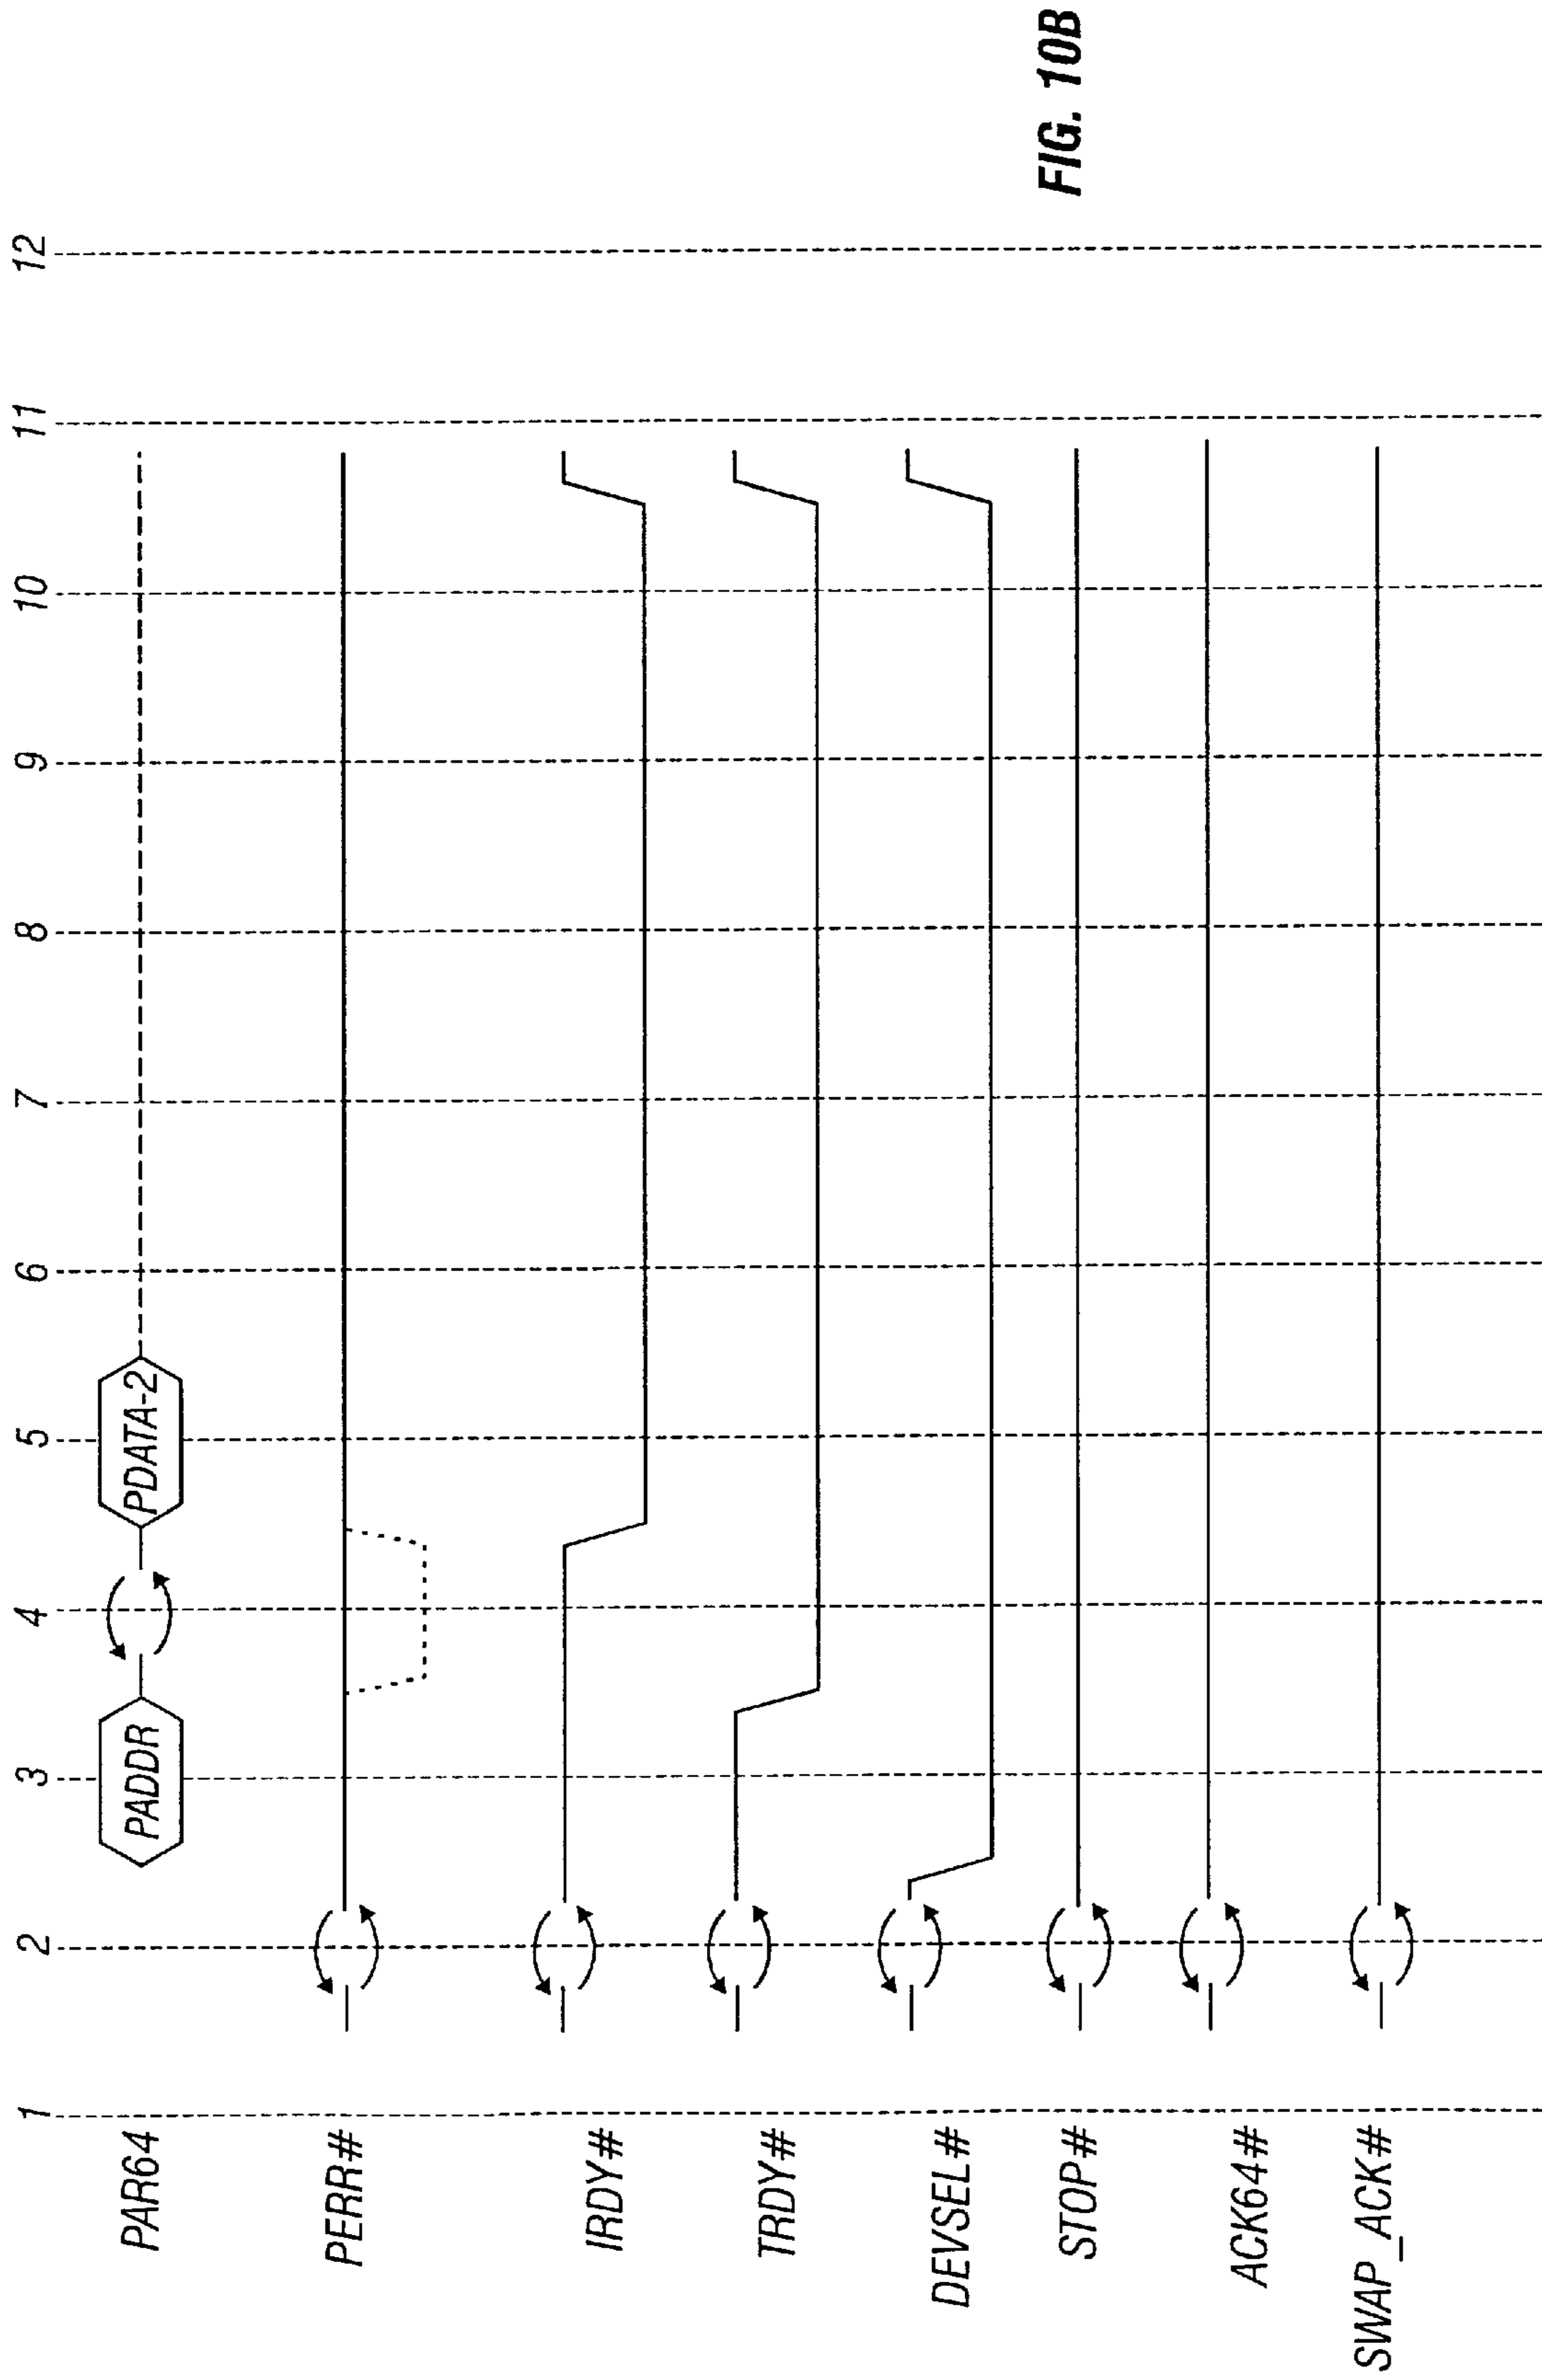 1 2 3 4 5 6 7 8 9 10 11 12
PAR64 PADDR PDATA-2
PERR#
IRDY#
TRDY#
DEVSEL#
STOP#
ACK64#
SWAP_ACK#
FIG. 10B